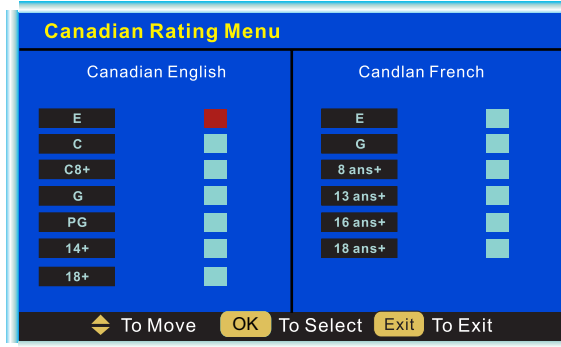 Canadian Rating Menu
Canadian English
E
C
C8+
G
PG
14+
18+
Candlan French
E
G
8 ans+
13 ans+
16 ans+
18 ans+
To Move OK To Select Exit To Exit